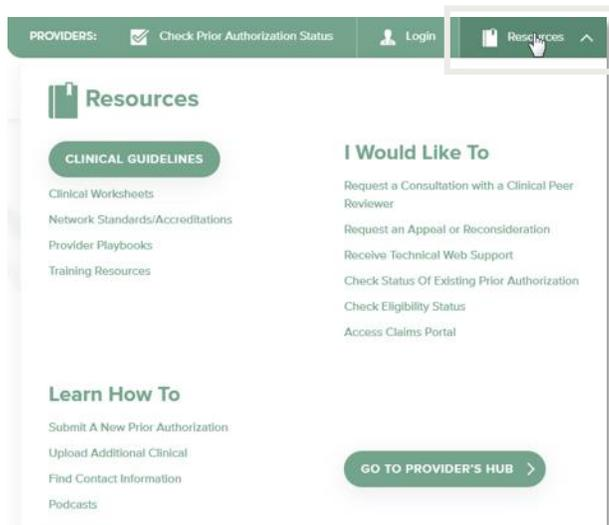 PROVIDERS:
Check Prior Authorization Status
Login
Resources
Resources
CLINICAL GUIDELINES
Clinical Worksheets
Network Standards/Accreditations
Provider Playbooks
Training Resources
I Would Like To
Request a Consultation with a Clinical Peer
Reviewer
Request an Appeal or Reconsideration
Receive Technical Web Support
Check Status Of Existing Prior Authorization
Check Eligibility Status
Access Claims Portal
Learn How To
Submit A New Prior Authorization
Upload Additional Clinical
Find Contact Information
Podcasts
GO TO PROVIDER'S HUB